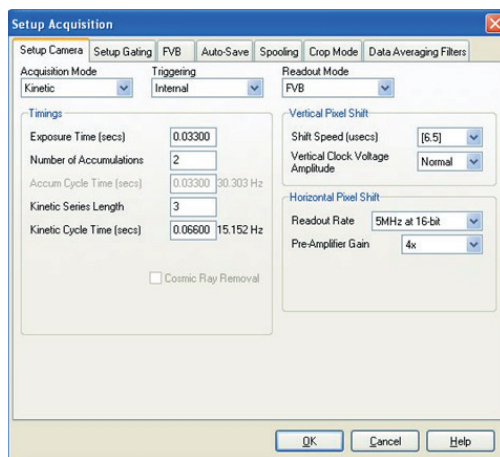 Setup Acquisition
Setup Camera Setup Gating FVB Auto-Save Spooling Crop Mode Data Averaging Filters
Acquisition Mode Triggering Readout Mode
Kinetic Internal FVB
Timings
Exposure Time (secs) 0.03300
Number of Accumulations 2
Accum Cycle Time (secs) 0.03300 30.303 Hz
Kinetic Series Length 3
Kinetic Cycle Time (secs) 0.06600 15.152 Hz
Cosmic Ray Removal
Vertical Pixel Shift
Shift Speed (usecs) [6.5]
Vertical Clock Voltage
Amplitude Normal
Horizontal Pixel Shift
Readout Rate 5MHz at 16-bit
Pre-Amplifier Gain 4x
OK Cancel Help